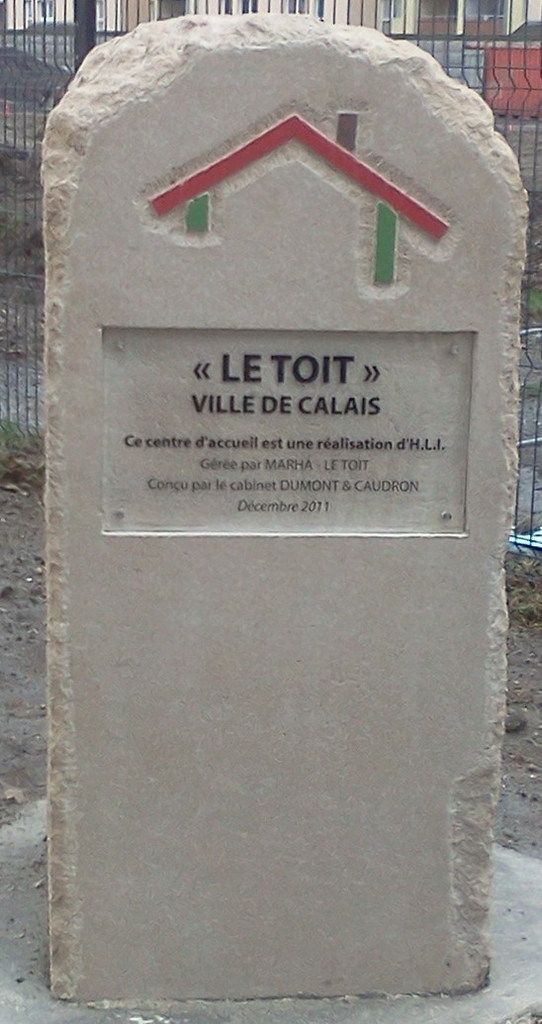 « LE TOIT »
VILLE DE CALAIS
Ce centre d'accueil est une réalisation d'H.L.I.
Gérée par MARHA - LE TOIT
Conçu par le cabinet DUMONT & CAUDRON
Décembre 2011